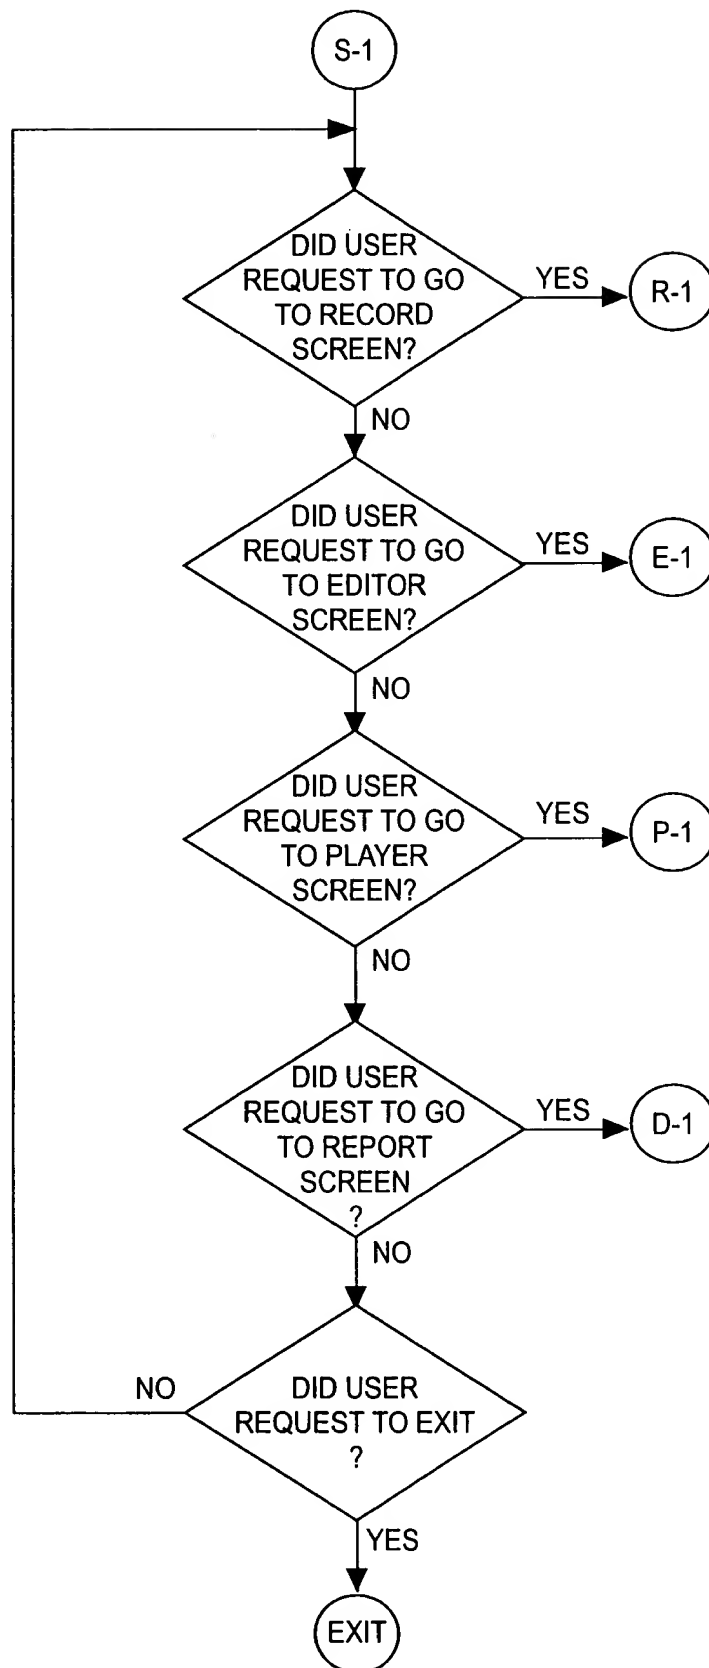 S-1
DID USER
REQUEST TO GO
TO RECORD
SCREEN?
YES
R-1
NO
DID USER
REQUEST TO GO
TO EDITOR
SCREEN?
YES
E-1
NO
DID USER
REQUEST TO GO
TO PLAYER
SCREEN?
YES
P-1
NO
DID USER
REQUEST TO GO
TO REPORT
SCREEN
?
YES
D-1
NO
DID USER
REQUEST TO EXIT
?
NO
YES
EXIT